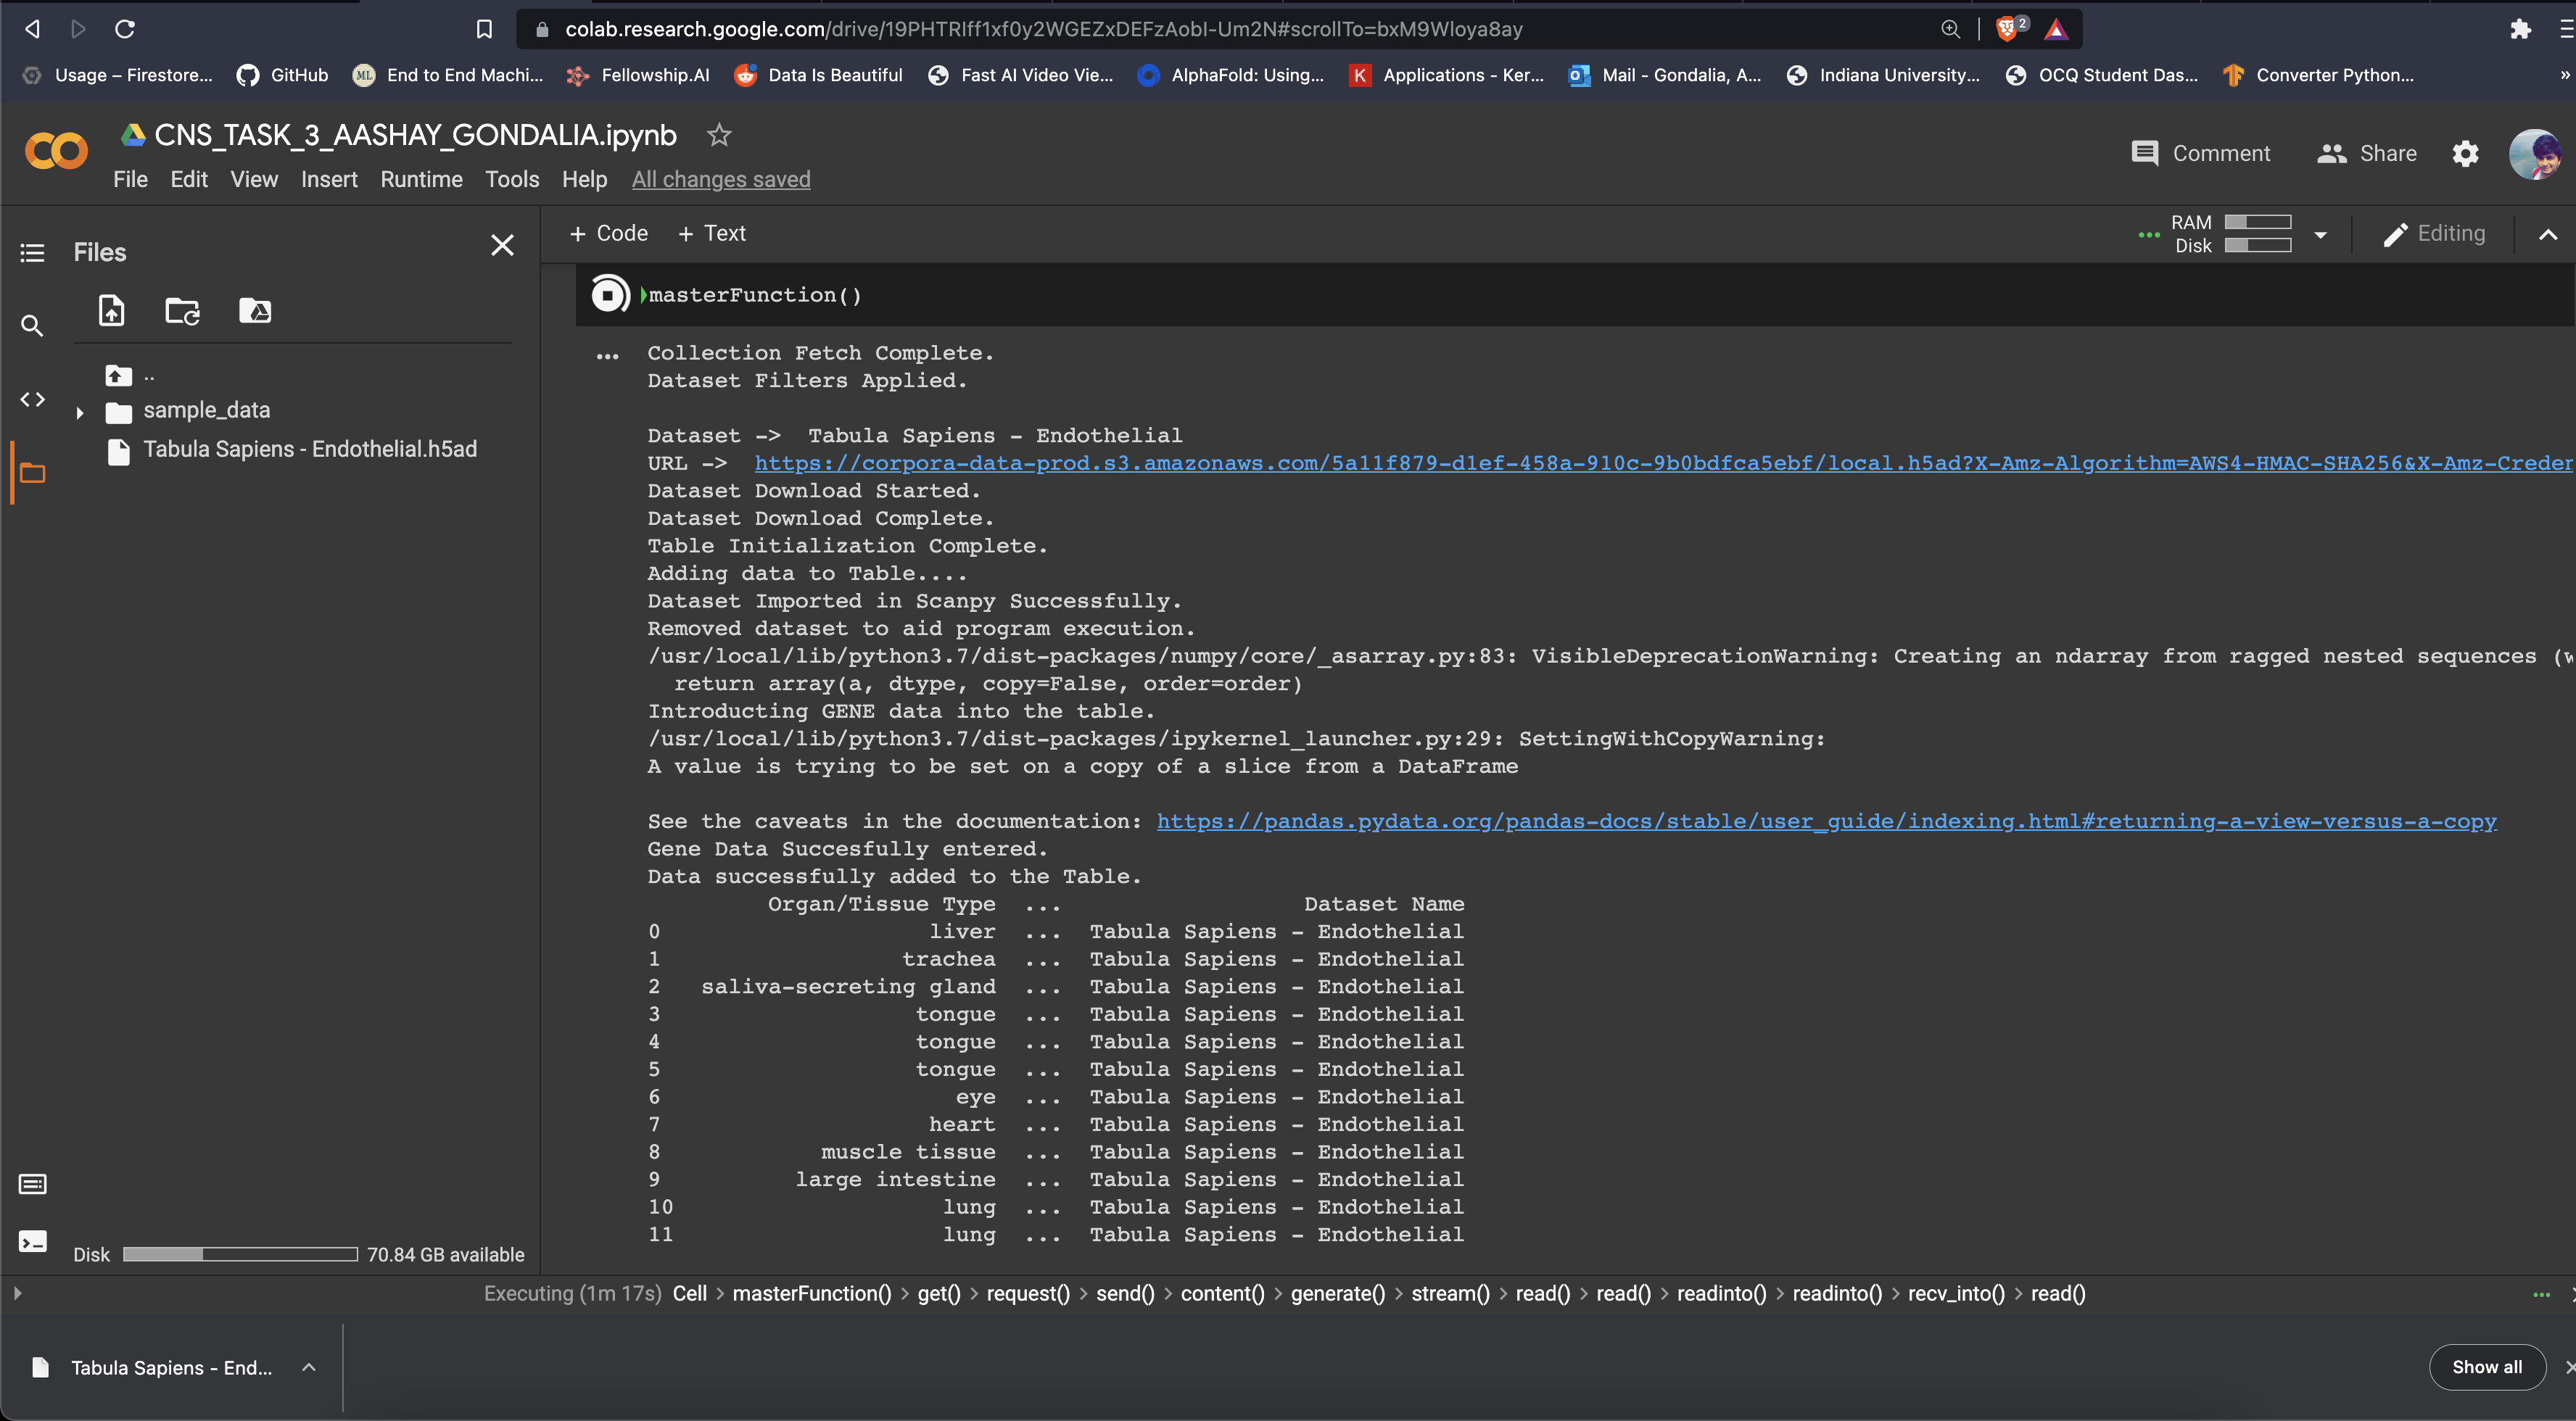 colab.research.google.com/drive/19PHTRIff1xf0y2WGEZxDEFzAobI-Um2N#scrollTo=bxM9Wloya8ay
2
Usage – Firestore... GitHub End to End Machi... Fellowship.AI Data Is Beautiful Fast AI Video Vie... AlphaFold: Using... Applications - Ker... Mail - Gondalia, A... Indiana University... OCQ Student Das... Converter Python... »
CNS_TASK_3_AASHAY_GONDALIA.ipynb
Comment Share
File Edit View Insert Runtime Tools Help All changes saved
Files
+ Code + Text
RAM
Disk
Editing
masterFunction()
..
sample_data
Tabula Sapiens - Endothelial.h5ad
Collection Fetch Complete.
Dataset Filters Applied.
Dataset -> Tabula Sapiens - Endothelial
URL -> https://corpora-data-prod.s3.amazonaws.com/5a11f879-d1ef-458a-910c-9b0bdfca5ebf/local.h5ad?X-Amz-Algorithm=AWS4-HMAC-SHA256&X-Amz-Creden
Dataset Download Started.
Dataset Download Complete.
Table Initialization Complete.
Adding data to Table....
Dataset Imported in Scanpy Successfully.
Removed dataset to aid program execution.
/usr/local/lib/python3.7/dist-packages/numpy/core/_asarray.py:83: VisibleDeprecationWarning: Creating an ndarray from ragged nested sequences (w
return array(a, dtype, copy=False, order=order)
Introducting GENE data into the table.
/usr/local/lib/python3.7/dist-packages/ipykernel_launcher.py:29: SettingWithCopyWarning:
A value is trying to be set on a copy of a slice from a DataFrame
See the caveats in the documentation: https://pandas.pydata.org/pandas-docs/stable/user_guide/indexing.html#returning-a-view-versus-a-copy
Gene Data Succesfully entered.
Data successfully added to the Table.
Organ/Tissue Type ... Dataset Name
0 liver ... Tabula Sapiens - Endothelial
1 trachea ... Tabula Sapiens - Endothelial
2 saliva-secreting gland ... Tabula Sapiens - Endothelial
3 tongue ... Tabula Sapiens - Endothelial
4 tongue ... Tabula Sapiens - Endothelial
5 tongue ... Tabula Sapiens - Endothelial
6 eye ... Tabula Sapiens - Endothelial
7 heart ... Tabula Sapiens - Endothelial
8 muscle tissue ... Tabula Sapiens - Endothelial
9 large intestine ... Tabula Sapiens - Endothelial
10 lung ... Tabula Sapiens - Endothelial
11 lung ... Tabula Sapiens - Endothelial
Disk 70.84 GB available
Executing (1m 17s) Cell > masterFunction() > get() > request() > send() > content() > generate() > stream() > read() > read() > readinto() > readinto() > recv_into() > read()
Tabula Sapiens - End...
Show all